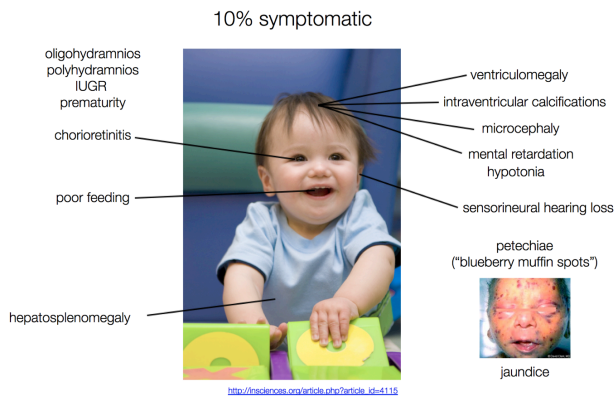 10% symptomatic
oligohydramnios
polyhydramnios
IUGR
prematurity
chorioretinitis
poor feeding
hepatosplenomegaly
ventriculomegaly
intraventricular calcifications
microcephaly
mental retardation
hypotonia
sensorineural hearing loss
petechiae
("blueberry muffin spots")
jaundice
http://insciences.org/article.php?article_id=4115